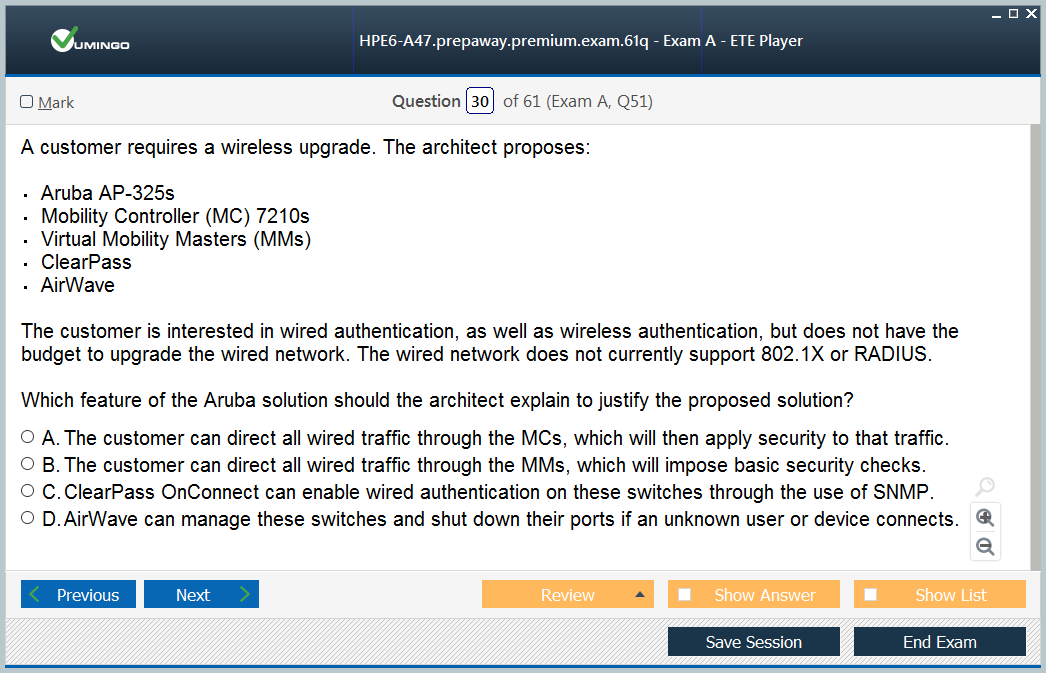 VUMINGO
HPE6-A47.prepaway.premium.exam.61q - Exam A - ETE Player
Mark
Question 30 of 61 (Exam A, Q51)
A customer requires a wireless upgrade. The architect proposes:
· Aruba AP-325s
· Mobility Controller (MC) 7210s
· Virtual Mobility Masters (MMs)
· ClearPass
· AirWave
The customer is interested in wired authentication, as well as wireless authentication, but does not have the
budget to upgrade the wired network. The wired network does not currently support 802.1X or RADIUS.
Which feature of the Aruba solution should the architect explain to justify the proposed solution?
A. The customer can direct all wired traffic through the MCs, which will then apply security to that traffic.
B. The customer can direct all wired traffic through the MMs, which will impose basic security checks.
C. ClearPass OnConnect can enable wired authentication on these switches through the use of SNMP.
D. AirWave can manage these switches and shut down their ports if an unknown user or device connects.
Previous Next Review Show Answer Show List
Save Session End Exam